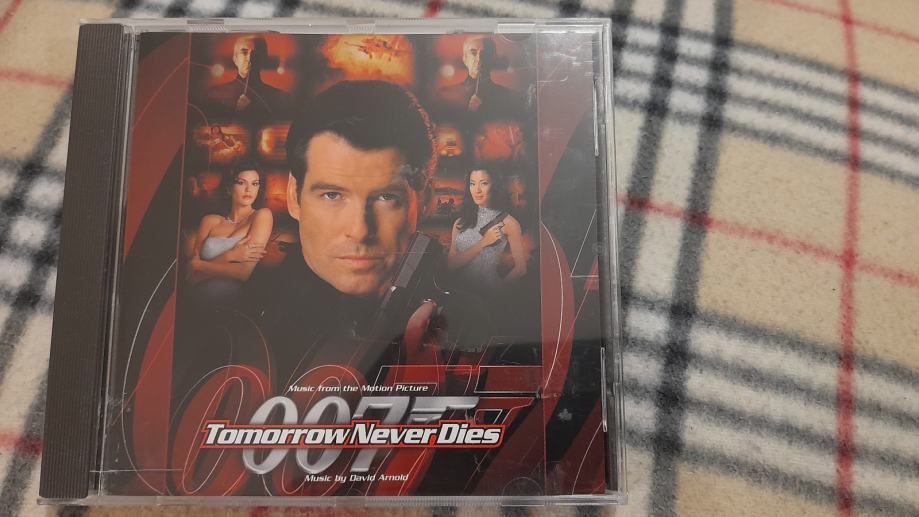 Music from the Motion Picture
007
Tomorrow Never Dies
Music by David Arnold